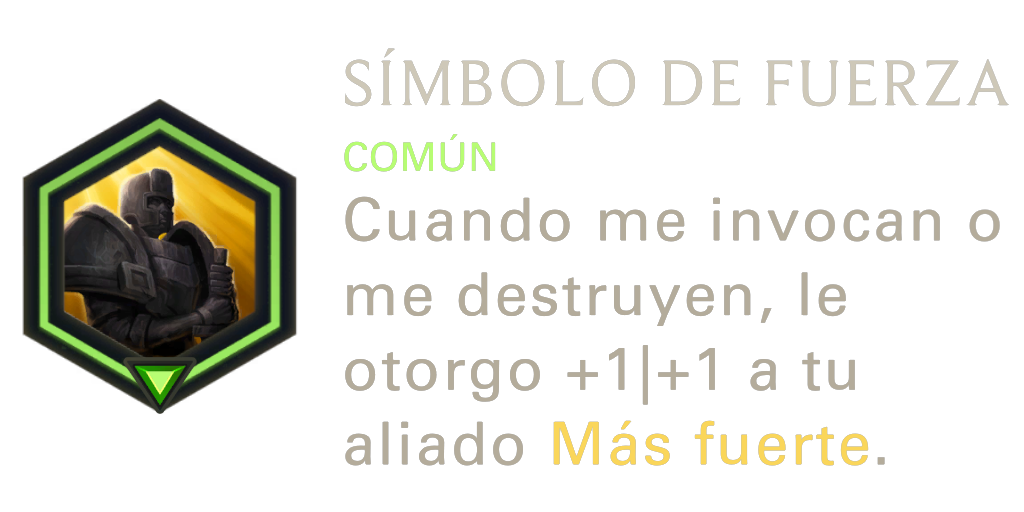 SÍMBOLO DE FUERZA
COMÚN
Cuando me invocan o
me destruyen, le
otorgo +1|+1 a tu
aliado Más fuerte.